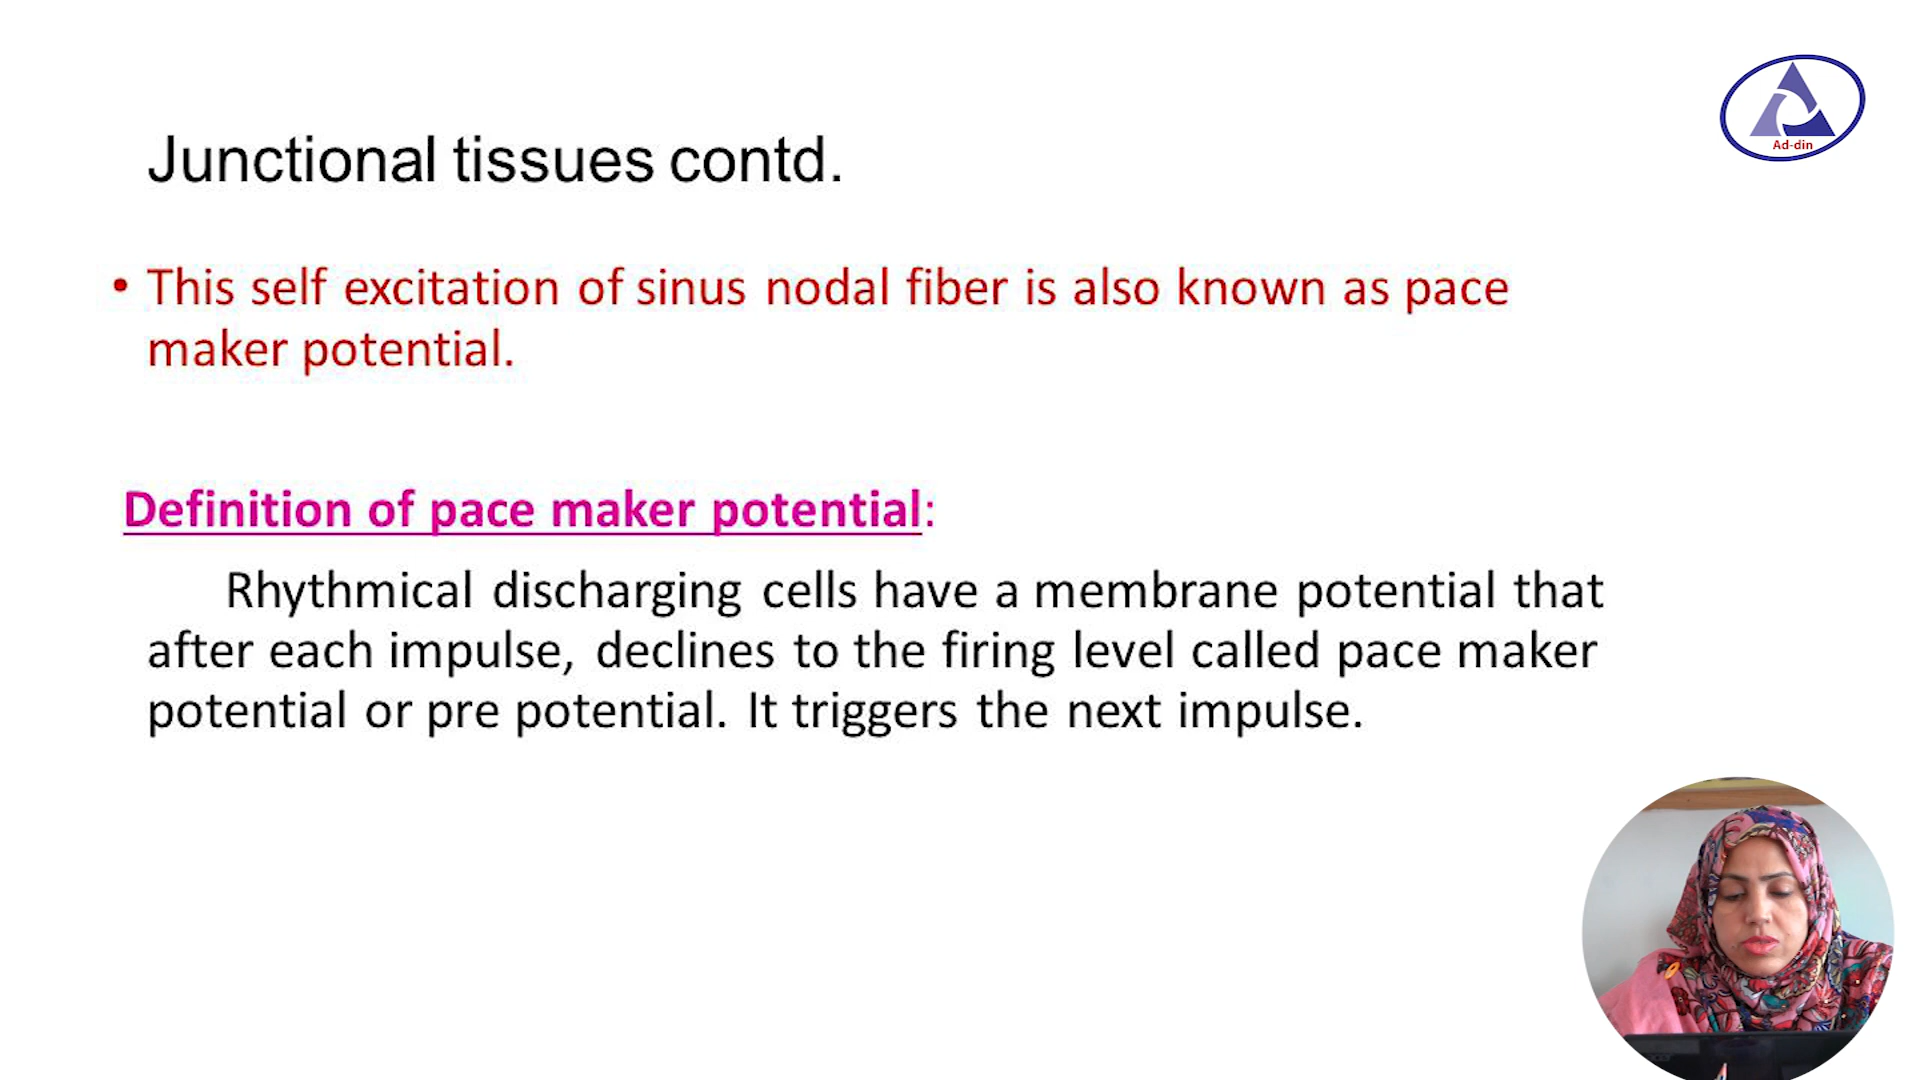 Ad-din
Junctional tissues contd.
• This self excitation of sinus nodal fiber is also known as pace
maker potential.
Definition of pace maker potential:
Rhythmical discharging cells have a membrane potential that
after each impulse, declines to the firing level called pace maker
potential or pre potential. It triggers the next impulse.